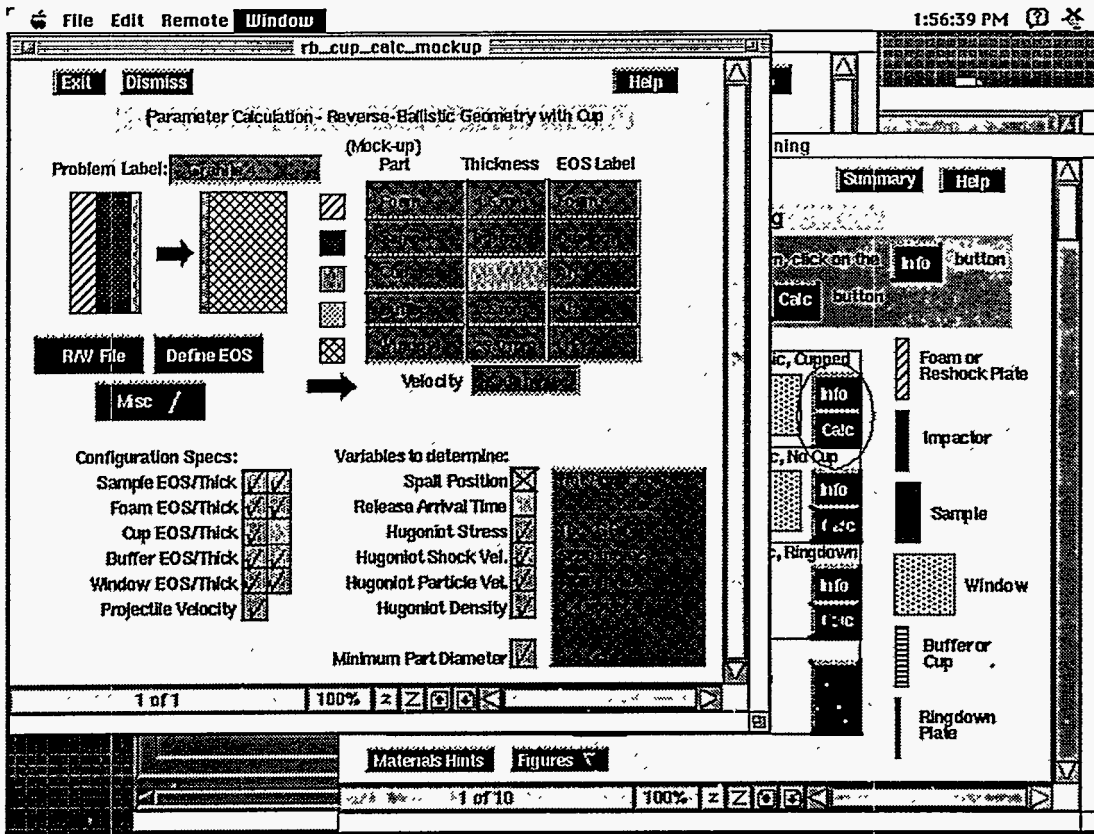 File Edit Remote Window 1:56:39 PM
rb_cup_calc_mockup
Exit Dismiss Help
Parameter Calculation - Reverse-Ballistic Geometry with Cup
(Mock-up)
Problem Label: Part Thickness EOS Label
R/W File Define EOS
Misc
Velocity
Configuration Specs:
Sample EOS/Thick
Foam EOS/Thick
Cup EOS/Thick
Buffer EOS/Thick
Window EOS/Thick
Projectile Velocity
Variables to determine:
Spall Position
Release Arrival Time
Hugoniot Stress
Hugoniot Shock Vel.
Hugoniot Particle Vel.
Hugoniot Density
Minimum Part Diameter
1 of 1 100%
ning
Summary Help
g
n, click on the Info button
Calc button
ic, Cupped
Info
Calc
c, No Cup
Info
Calc
c, Ringdown
Info
Calc
Foam or
Reshock Plate
Impactor
Sample
Window
Buffer or
Cup
Ringdown
Plate
Materials Hints Figures
1 of 10 100%